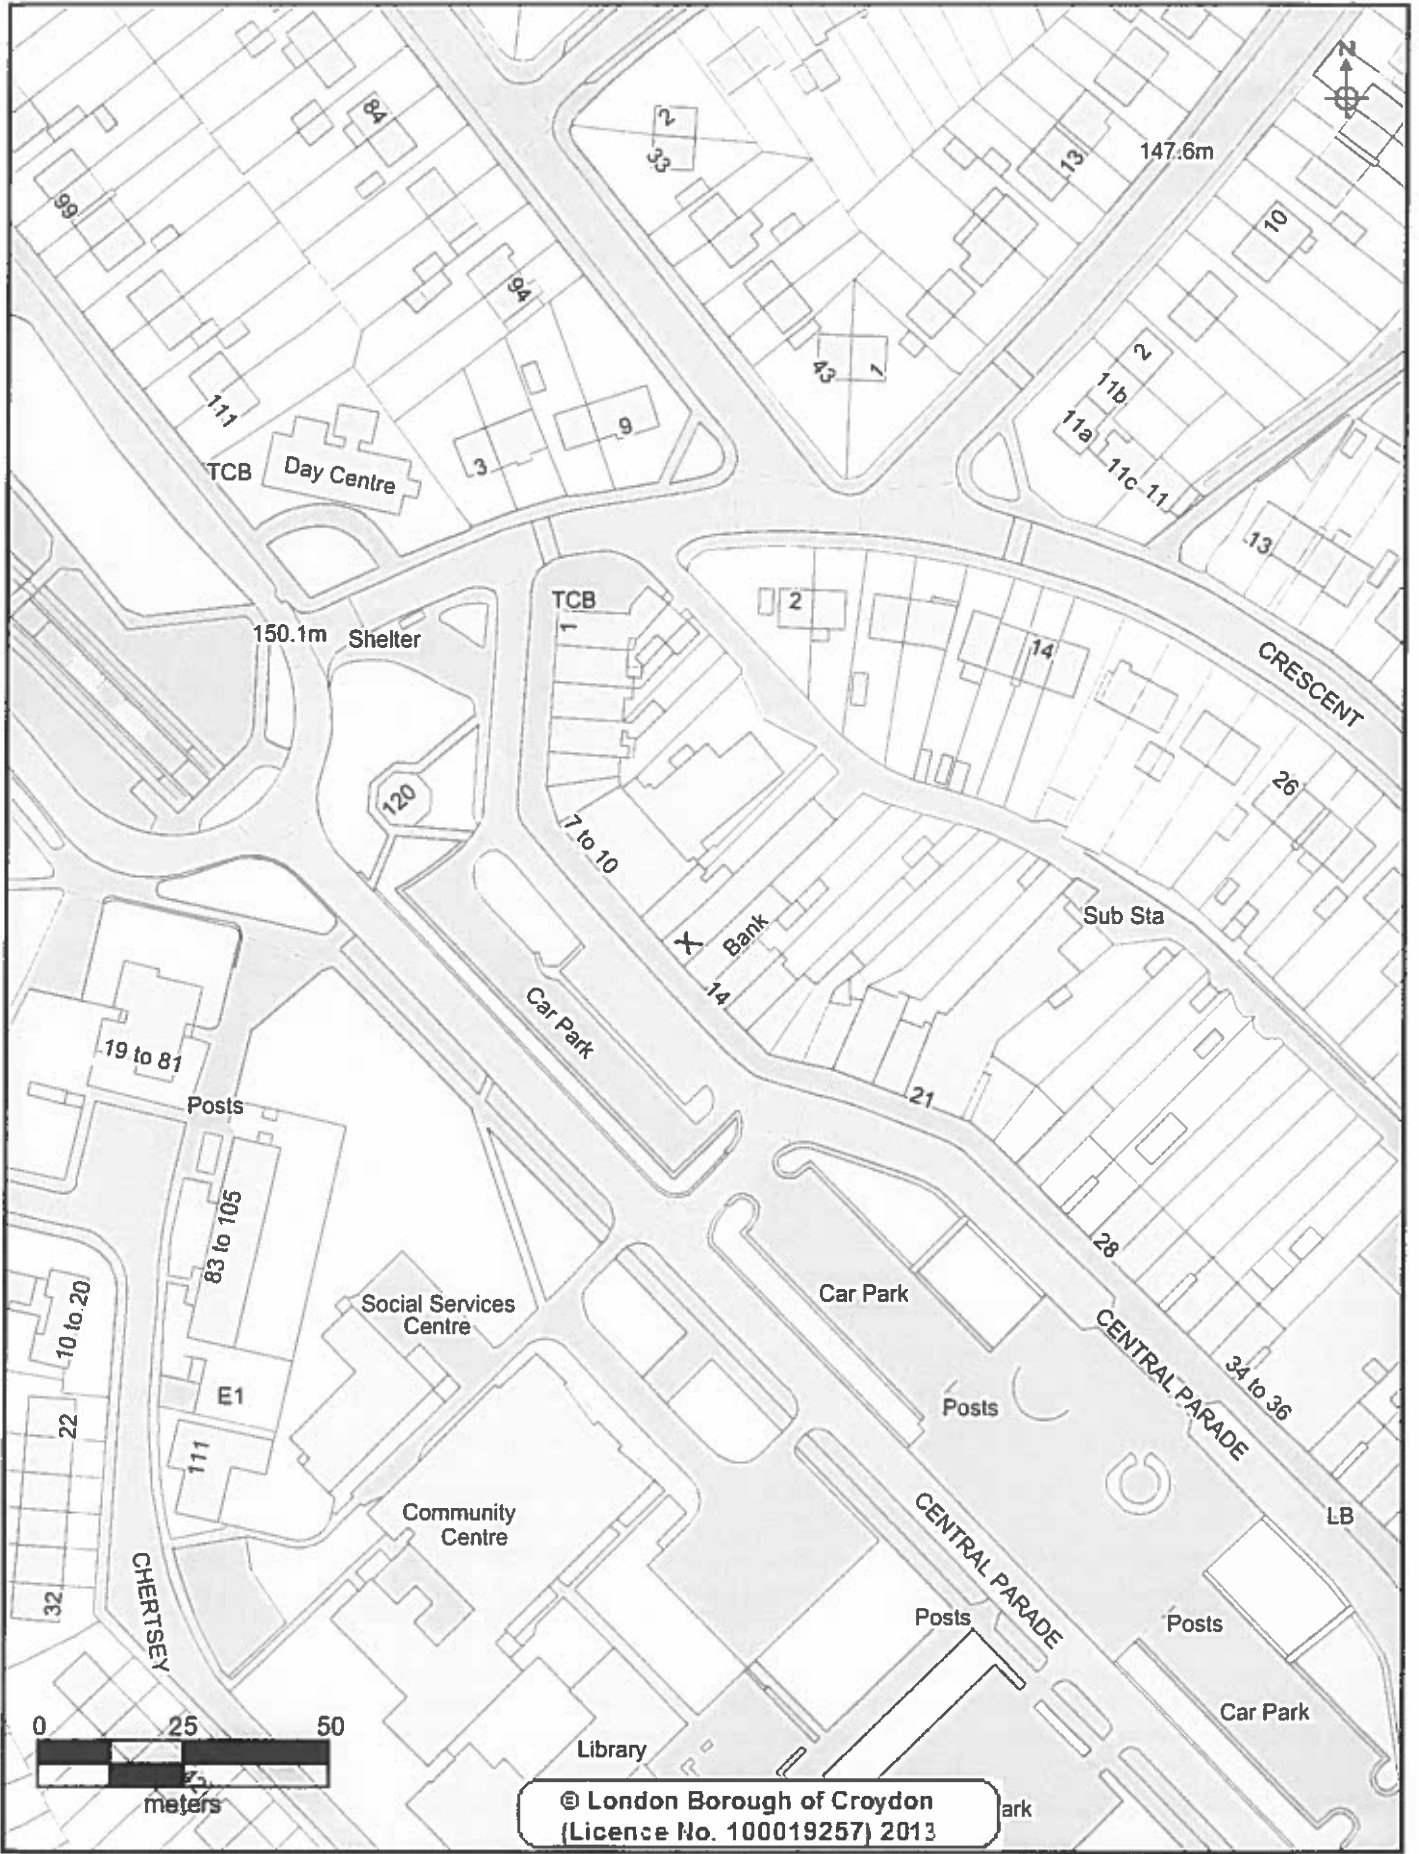 N
84
2
33
13
147.6m
99
10
94
2
43
1
11b
111
11a
9
3
TCB
Day Centre
11c
11
13
TCB
1
2
150.1m
Shelter
14
CRESCENT
26
120
7 to 10
Sub Sta
X
Bank
14
Car Park
19 to 81
21
Posts
83 to 105
28
Car Park
Social Services
Centre
10 to 20
CENTRAL PARADE
34 to 36
E1
Posts
22
111
Community
Centre
CENTRAL PARADE
LB
CHERTSEY
32
Posts
Posts
Car Park
0 25 50
Library
meters
© London Borough of Croydon
(Licence No. 100019257) 2013
ark